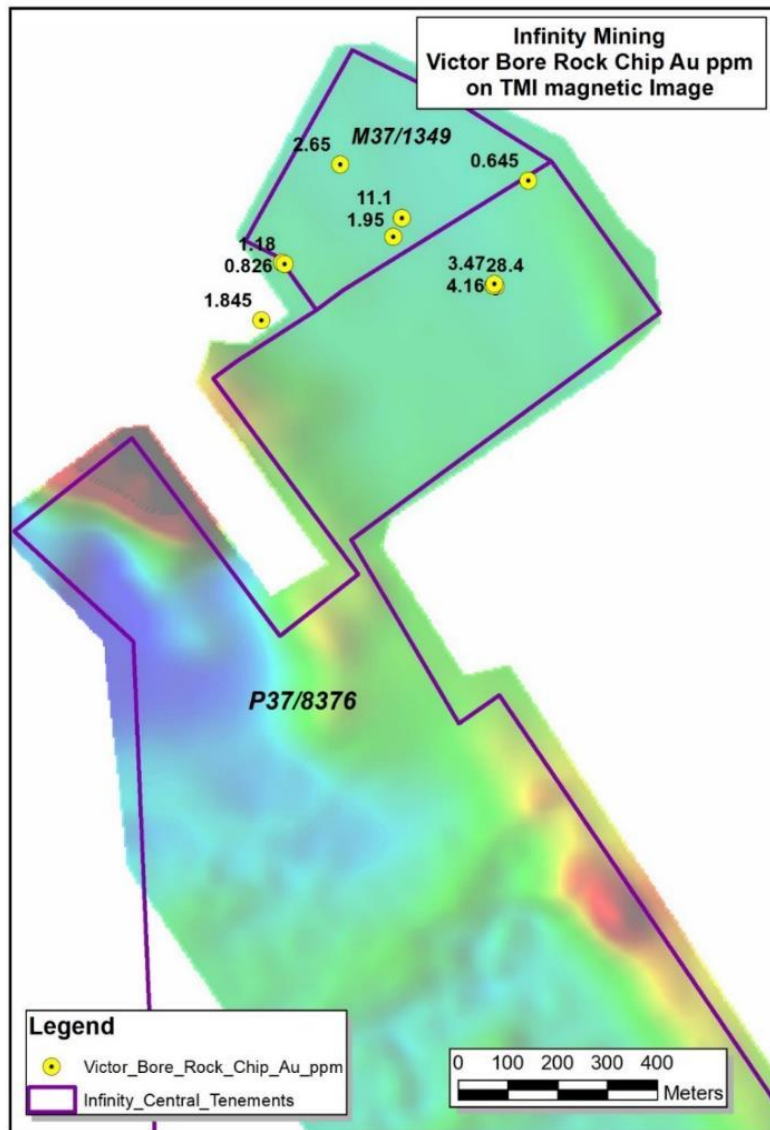 Infinity Mining
Victor Bore Rock Chip Au ppm
on TMI magnetic Image
M37/1349
2.65
0.645
11.1
1.95
1.18
0.826
3.47 28.4
4.16
1.845
P37/8376
Legend
Victor_Bore_Rock_Chip_Au_ppm
Infinity_Central_Tenements
0 100 200 300 400
Meters